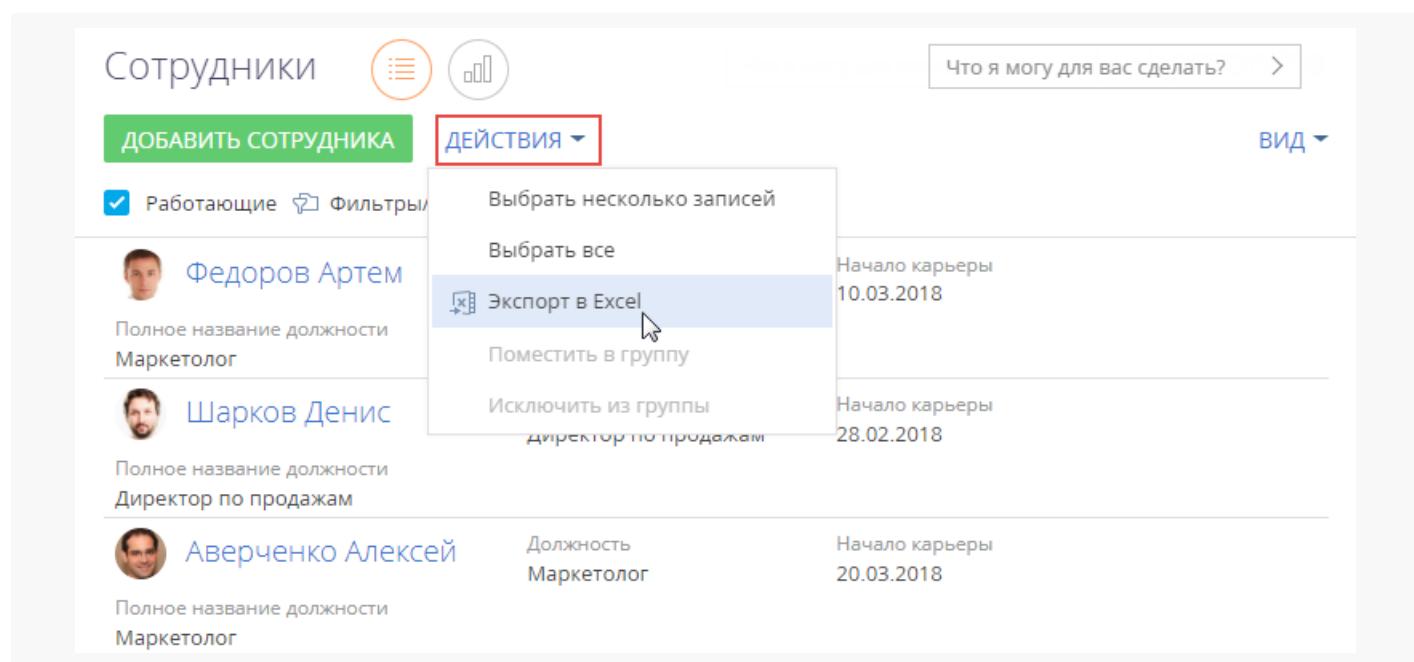 Сотрудники
Что я могу для вас сделать?
ДОБАВИТЬ СОТРУДНИКА ДЕЙСТВИЯ ВИД
Работающие Фильтры/
Выбрать несколько записей
Выбрать все
Экспорт в Excel
Поместить в группу
Исключить из группы
Федоров Артем
Начало карьеры
10.03.2018
Полное название должности
Маркетолог
Шарков Денис
Директор по продажам
Начало карьеры
28.02.2018
Полное название должности
Директор по продажам
Аверченко Алексей
Должность
Маркетолог
Начало карьеры
20.03.2018
Полное название должности
Маркетолог